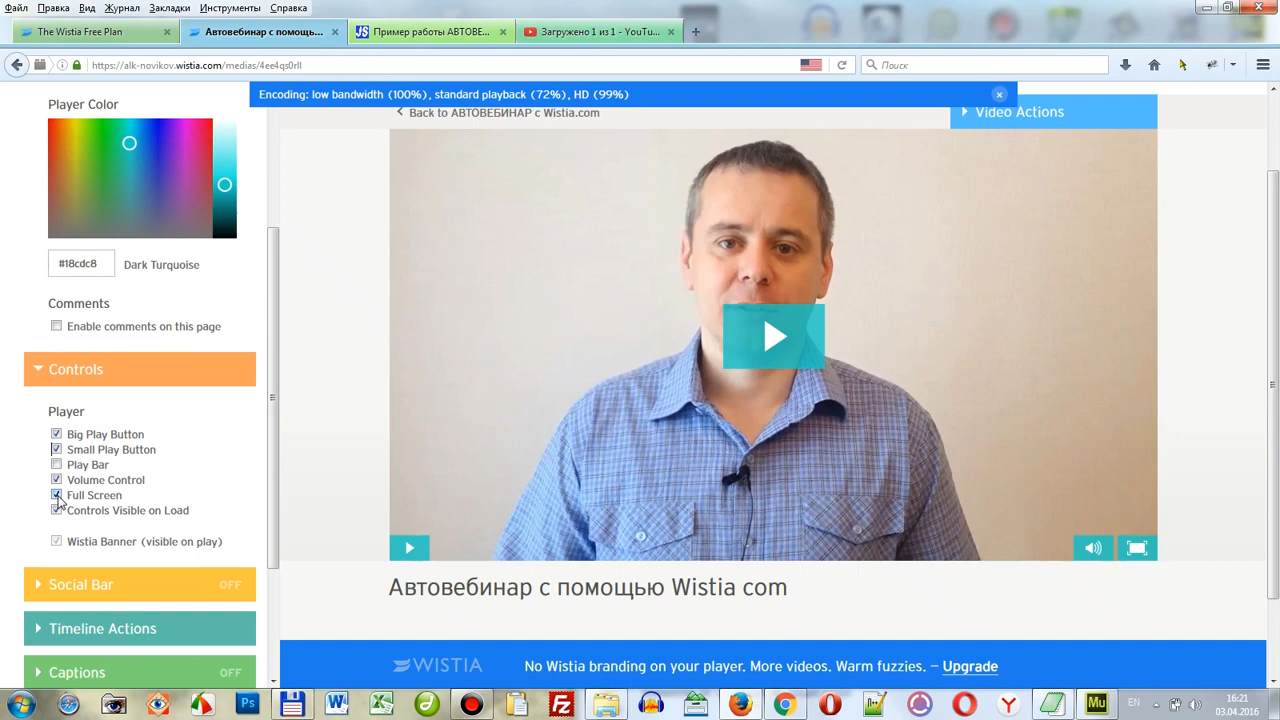 Файл Правка Вид Журнал Закладки Инструменты Справка
The Wistia Free Plan × Автовебинар с помощь... × JS Пример работы АВТОВЕ... × Загружено 1 из 1 - YouTu... × +
https://alk-novikov.wistia.com/medias/4ee4qs0rll
Поиск
Encoding: low bandwidth (100%), standard playback (72%), HD (99%) ×
Player Color
Back to АВТОВЕБИНАР с Wistia.com
Video Actions
#18cdc8 Dark Turquoise
Comments
Enable comments on this page
Controls
Player
Big Play Button
Small Play Button
Play Bar
Volume Control
Full Screen
Controls Visible on Load
Wistia Banner (visible on play)
Social Bar OFF
Автовебинар с помощью Wistia com
Timeline Actions
WISTIA No Wistia branding on your player. More videos. Warm fuzzies. – Upgrade
Captions OFF
Ps W X Fz Y Mu EN 16:21
03.04.2016